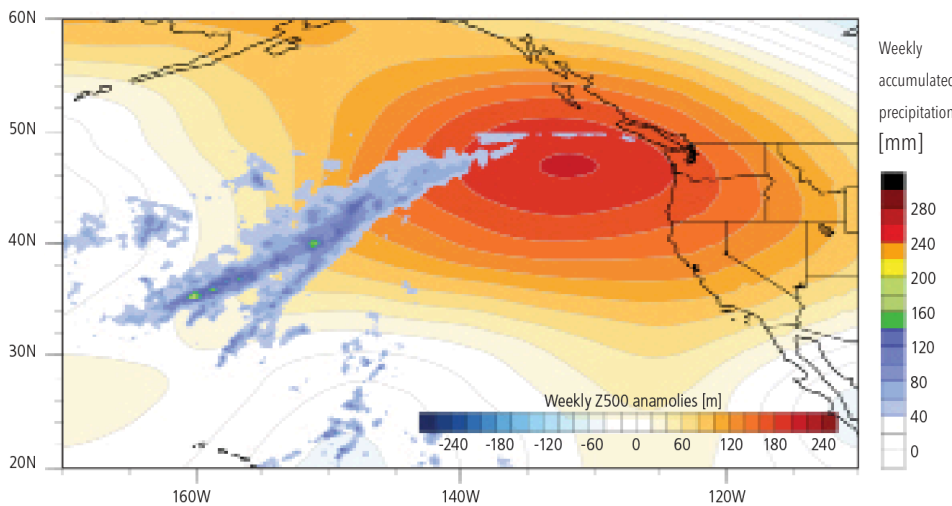 60N
50N
40N
30N
20N
160W
140W
120W
Weekly Z500 anamolies [m]
-240 -180 -120 -60 0 60 120 180 240
Weekly
accumulated
precipitation
[mm]
280
240
200
160
120
80
40
0